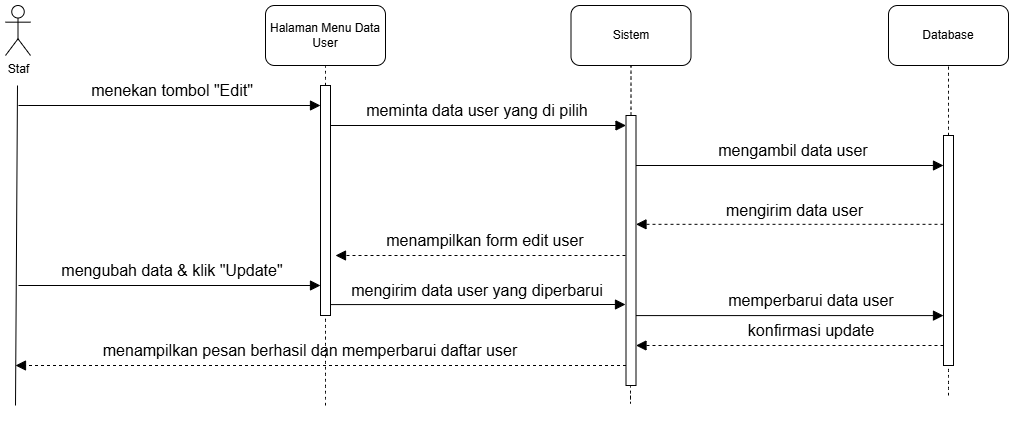 Staf
Halaman Menu Data
User
Sistem
Database
menekan tombol "Edit"
meminta data user yang di pilih
mengambil data user
mengirim data user
menampilkan form edit user
mengubah data & klik "Update"
mengirim data user yang diperbarui
memperbarui data user
konfirmasi update
menampilkan pesan berhasil dan memperbarui daftar user